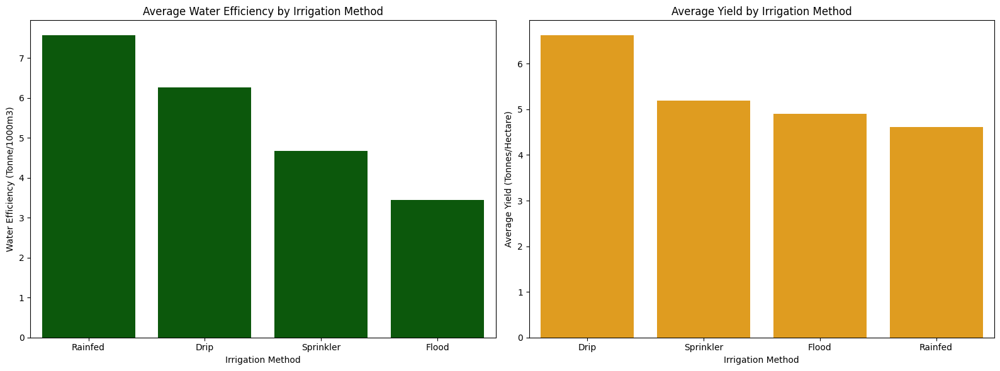 Average Water Efficiency by Irrigation Method
Water Efficiency (Tonne/1000m3)
7
6
5
4
3
2
1
0
Rainfed Drip Sprinkler Flood
Irrigation Method
Average Yield by Irrigation Method
Average Yield (Tonnes/Hectare)
6
5
4
3
2
1
0
Drip Sprinkler Flood Rainfed
Irrigation Method